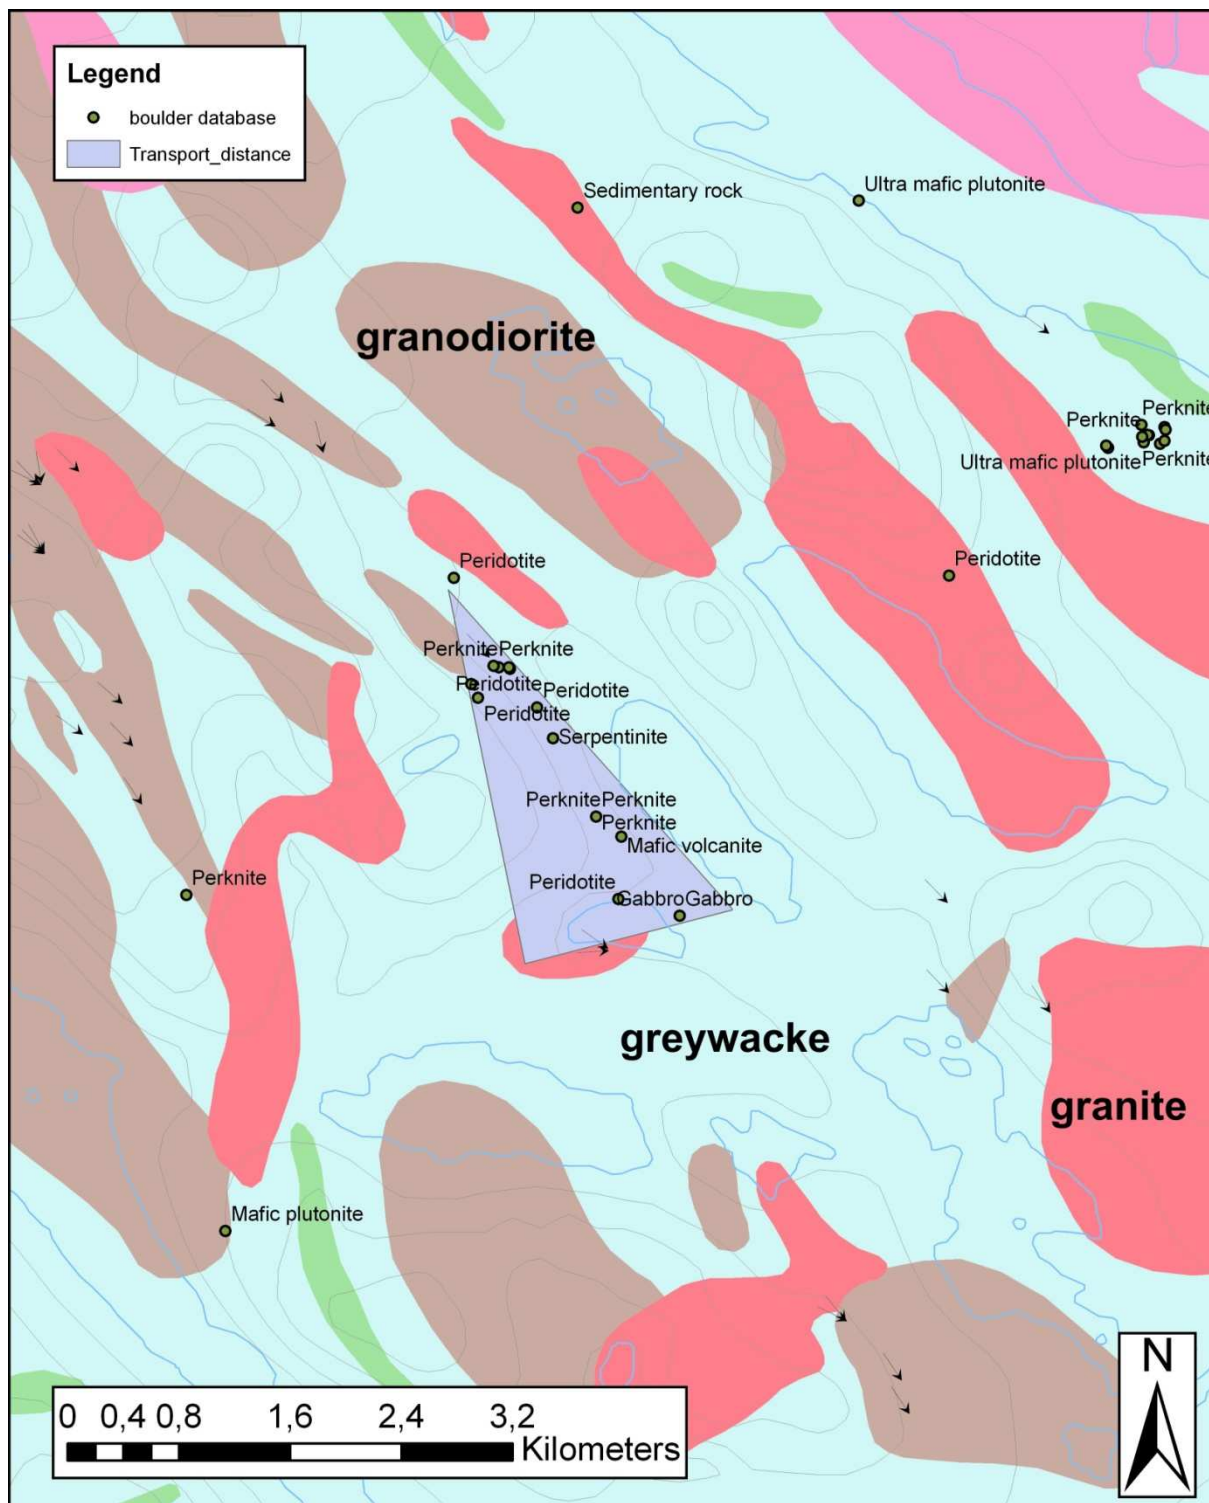 Legend
boulder database
Transport_distance
Sedimentary rock
Ultra mafic plutonite
granodiorite
Perknite
Perknite
Ultra mafic plutonite
Perknite
Peridotite
Peridotite
Perknite
Perknite
Peridotite
Peridotite
Peridotite
Serpentinite
Perknite
Perknite
Perknite
Mafic volcanite
Perknite
Peridotite
Gabbro
Gabbro
greywacke
granite
Mafic plutonite
N
0 0,4 0,8 1,6 2,4 3,2
Kilometers